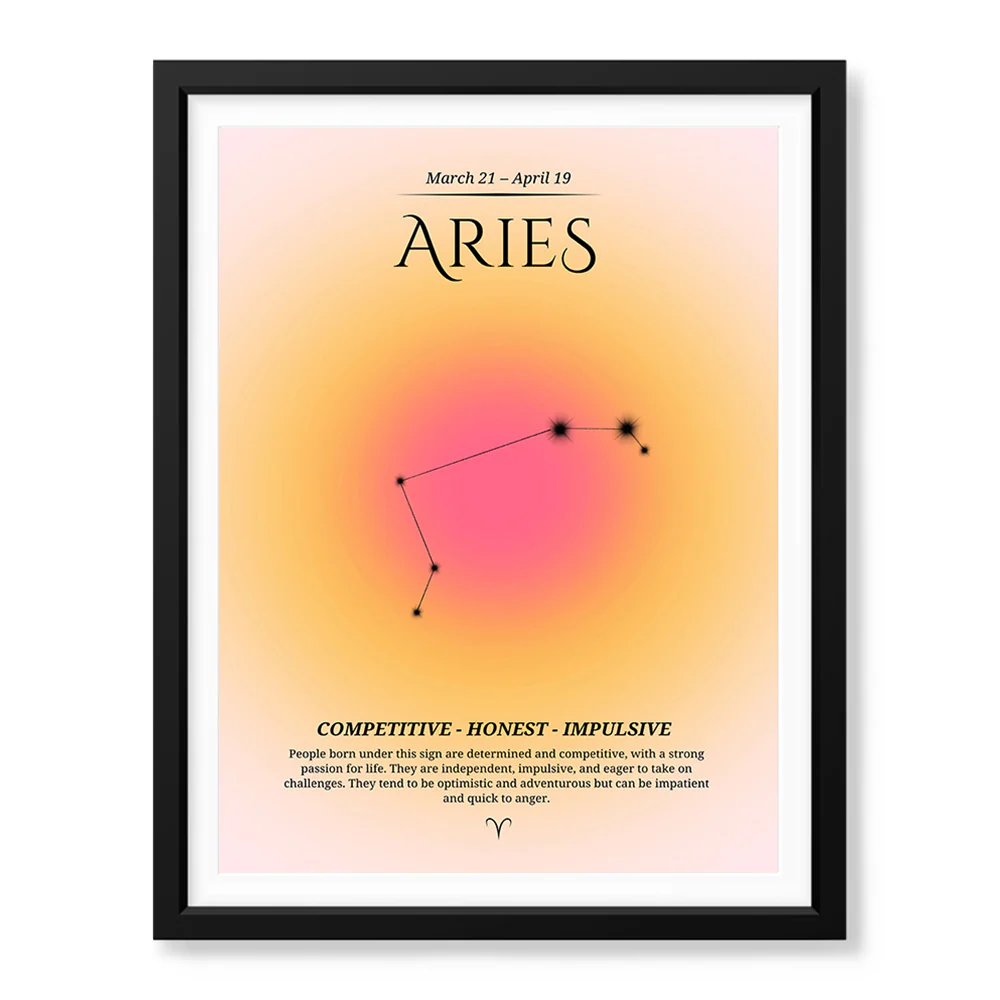 March 21 – April 19
ARIES
COMPETITIVE - HONEST - IMPULSIVE
People born under this sign are determined and competitive, with a strong
passion for life. They are independent, impulsive, and eager to take on
challenges. They tend to be optimistic and adventurous but can be impatient
and quick to anger.